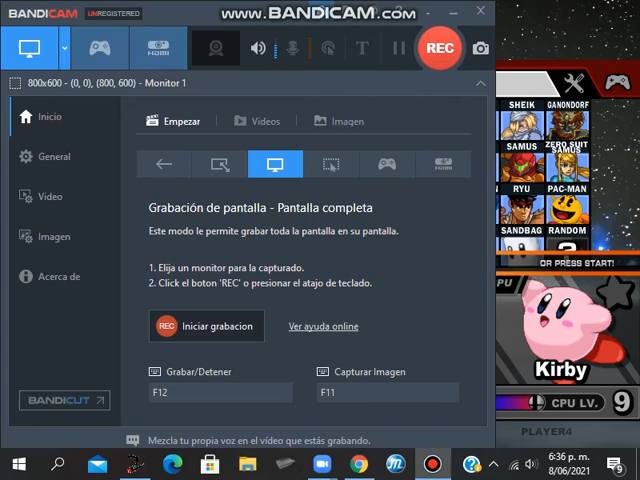 BANDICAM UNREGISTERED
www.BANDICAM.com
HDMI
T
REC
800x600 - (0, 0), (800, 600) - Monitor 1
Inicio
General
Video
Imagen
Acerca de
BANDICUT
Empezar
Videos
Imagen
HDMI
Grabación de pantalla - Pantalla completa
Este modo le permite grabar toda la pantalla en su pantalla.
1. Elija un monitor para la capturado.
2. Click el boton 'REC' o presionar el atajo de teclado.
REC Iniciar grabacion
Ver ayuda online
Grabar/Detener
F12
Capturar Imagen
F11
Mezcla tu propia voz en el vídeo que estás grabando.
SHEIK GANONDORF
SAMUS ZERO SUIT SAMUS
RYU PAC-MAN
SANDBAG RANDOM
?
OR PRESS START!
PU
Kirby
CPU LV. 9
PLAYER4
6:36 p. m.
8/06/2021
9